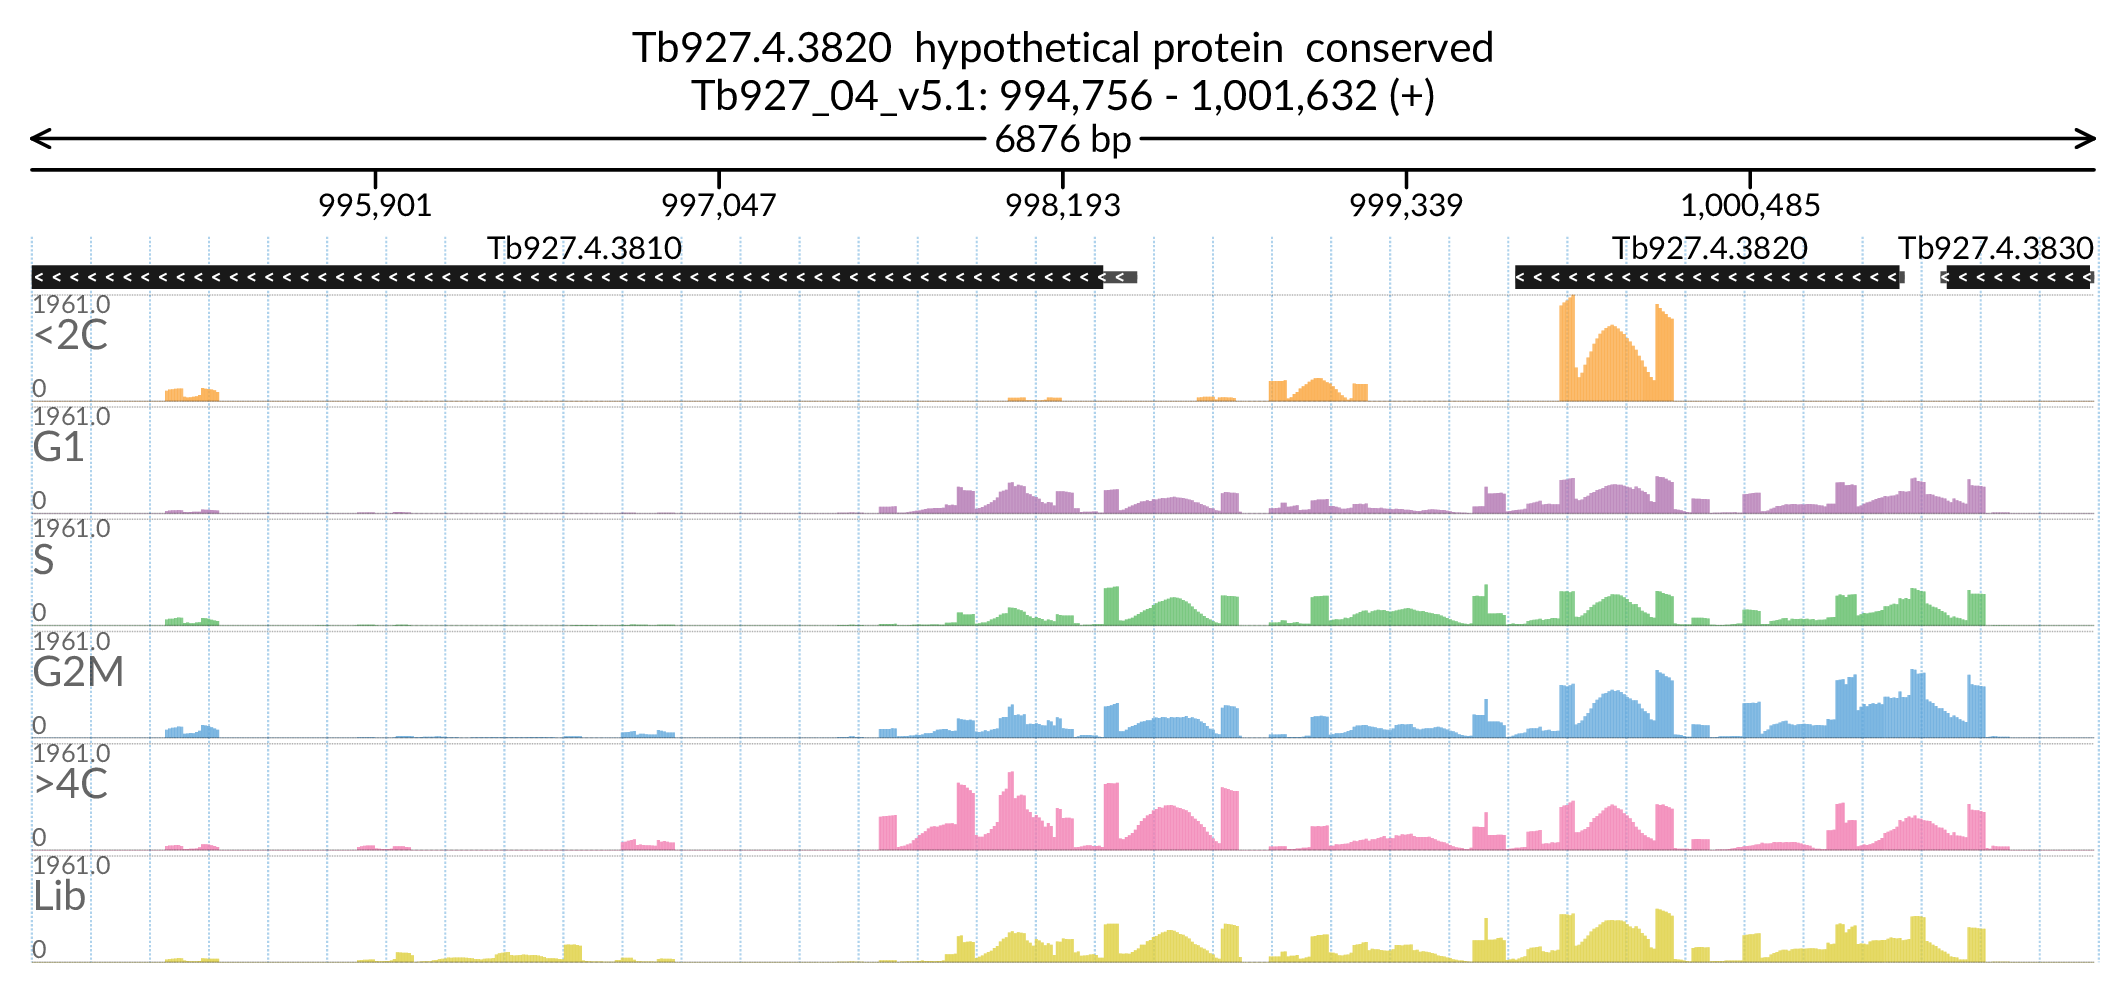 Tb927.4.3820  hypothetical protein  conserved
Tb927_04_v5.1: 994,756 - 1,001,632 (+)
6876 bp
995,901 997,047 998,193 999,339 1,000,485
Tb927.4.3810 Tb927.4.3820 Tb927.4.3830
1961.0
<2C
0
1961.0
G1
0
1961.0
S
0
1961.0
G2M
0
1961.0
>4C
0
1961.0
Lib
0